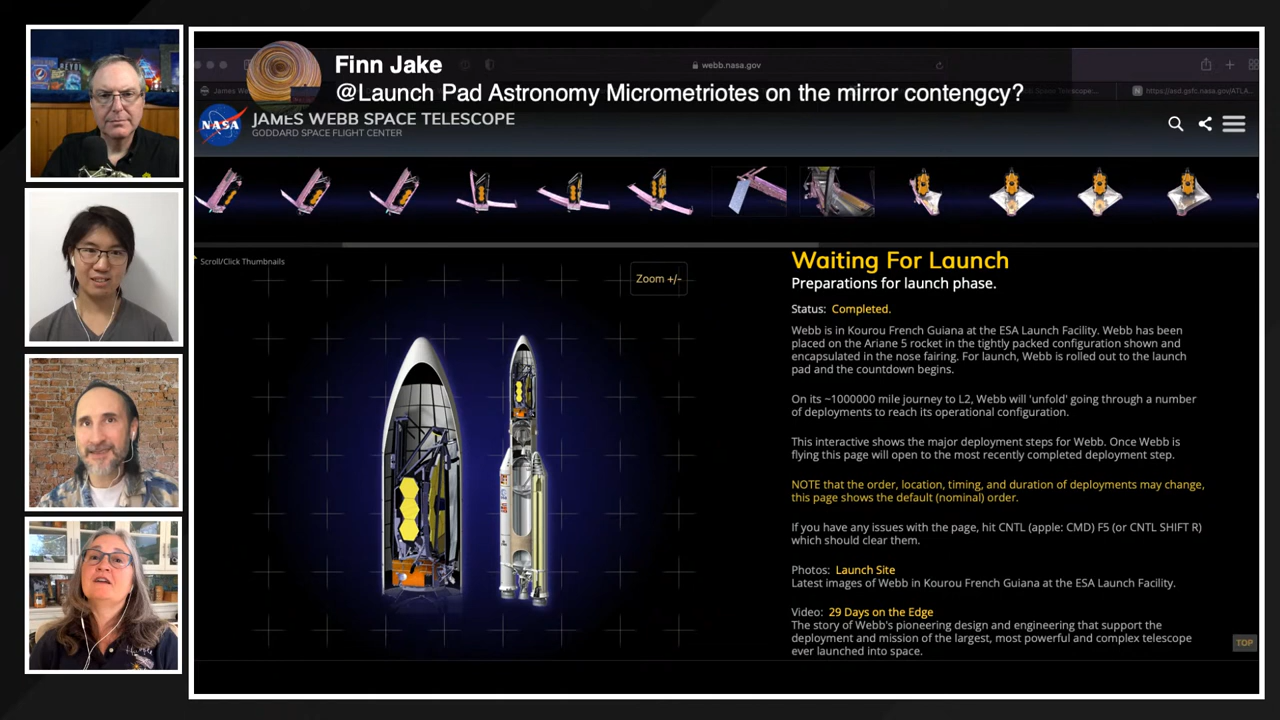 Finn Jake
@Launch Pad Astronomy Micrometriotes on the mirror contengcy?
webb.nasa.gov
https://asd.gsfc.nasa.gov/ATLA...
NASA
JAMES WEBB SPACE TELESCOPE
GODDARD SPACE FLIGHT CENTER
Scroll/Click Thumbnails
Zoom +/-
Waiting For Launch
Preparations for launch phase.
Status: Completed.
Webb is in Kourou French Guiana at the ESA Launch Facility. Webb has been
placed on the Ariane 5 rocket in the tightly packed configuration shown and
encapsulated in the nose fairing. For launch, Webb is rolled out to the launch
pad and the countdown begins.
On its ~1000000 mile journey to L2, Webb will 'unfold' going through a number
of deployments to reach its operational configuration.
This interactive shows the major deployment steps for Webb. Once Webb is
flying this page will open to the most recently completed deployment step.
NOTE that the order, location, timing, and duration of deployments may change,
this page shows the default (nominal) order.
If you have any issues with the page, hit CNTL (apple: CMD) F5 (or CNTL SHIFT R)
which should clear them.
Photos: Launch Site
Latest images of Webb in Kourou French Guiana at the ESA Launch Facility.
Video: 29 Days on the Edge
The story of Webb's pioneering design and engineering that support the
deployment and mission of the largest, most powerful and complex telescope
ever launched into space.
TOP